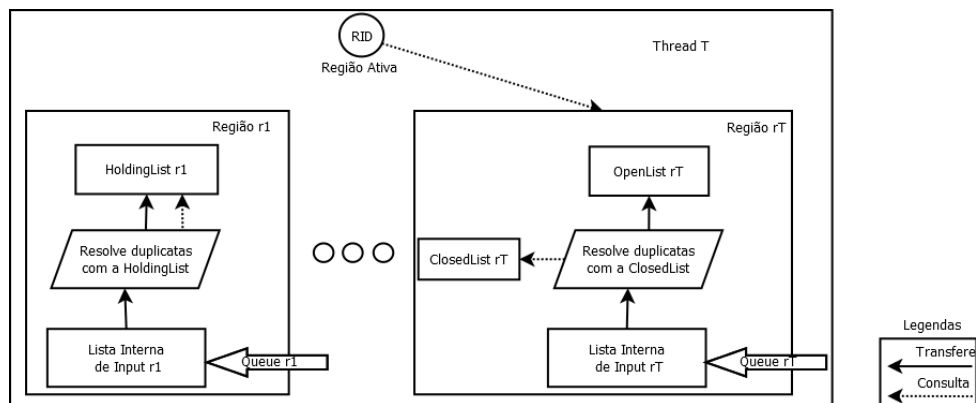 RID
Região Ativa
Thread T
Região r1
HoldingList r1
Resolve duplicatas
com a HoldingList
Lista Interna
de Input r1
Queue r1
Região rT
OpenList rT
ClosedList rT
Resolve duplicatas
com a ClosedList
Lista Interna
de Input rT
Queue rT
Legendas
Transfere
Consulta